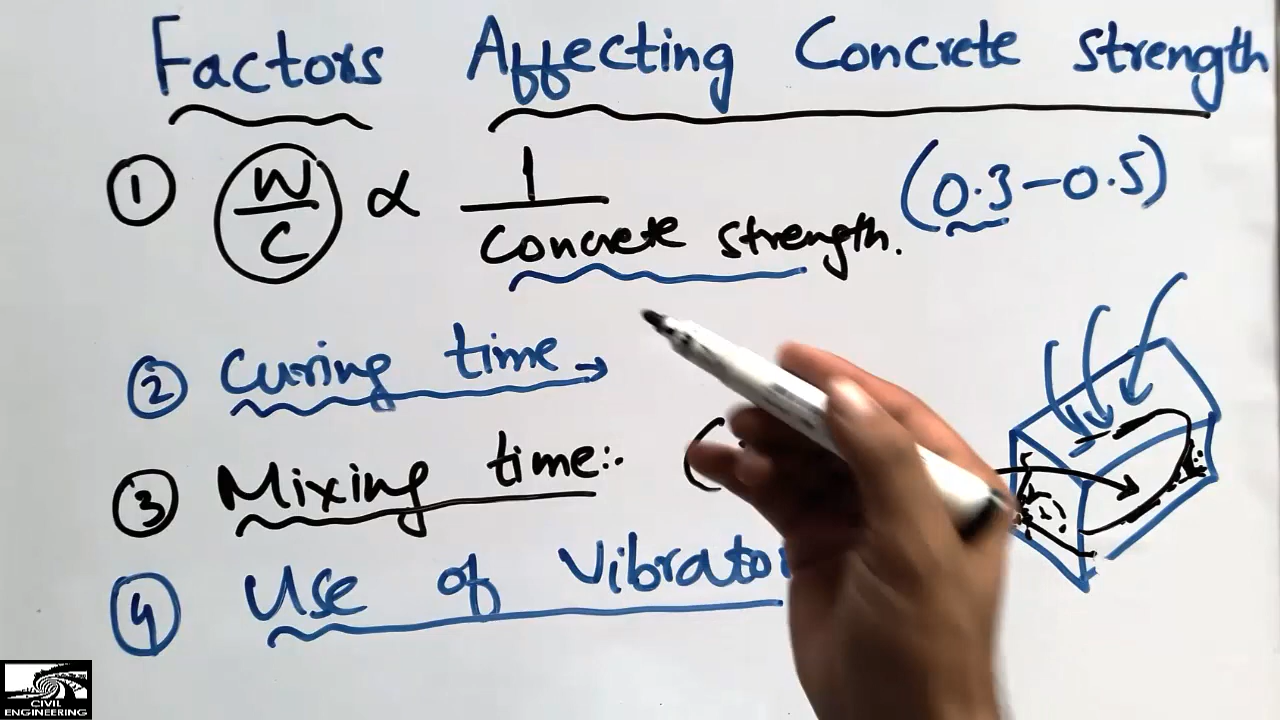 Factors Affecting Concrete strength
① W/C ∝ 1/Concrete strength. (0.3-0.5)
② Curing time →
③ Mixing time:. (
④ Use of Vibrator
CIVIL
ENGINEERING